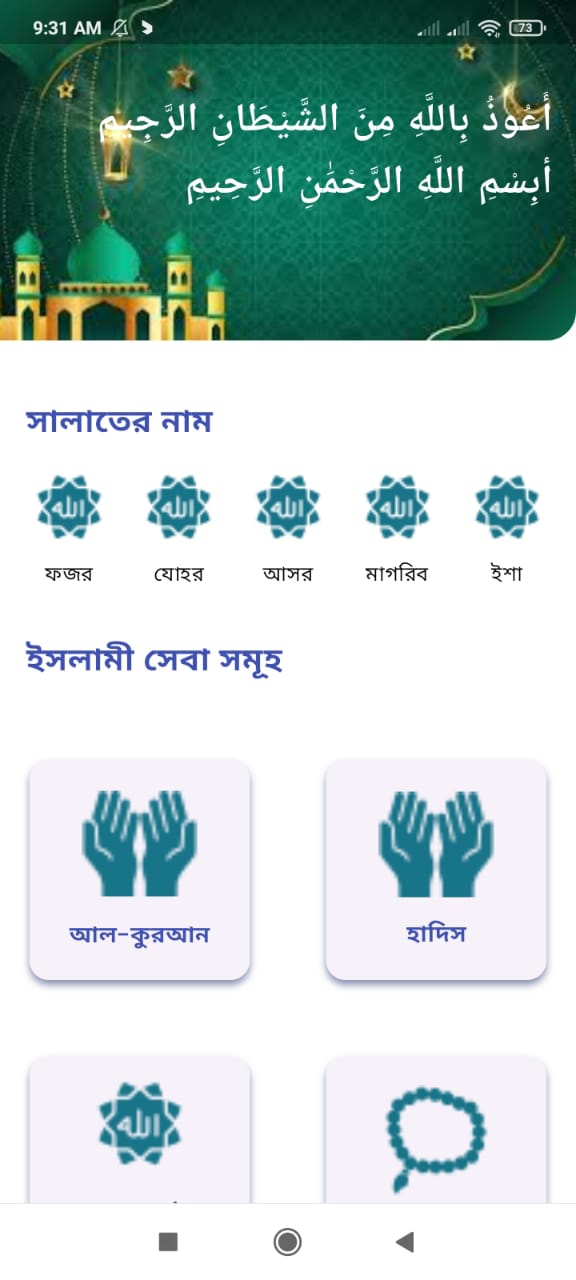 9:31 AM
73
أَعُوذُ بِاللَّهِ مِنَ الشَّيْطَانِ الرَّجِيمِ
أبِسْمِ اللَّهِ الرَّحْمَٰنِ الرَّحِيمِ
সালাতের নাম
الله الله الله الله الله
ফজর যোহর আসর মাগরিব ইশা
ইসলামী সেবা সমূহ
আল-কুরআন হাদিস
الله